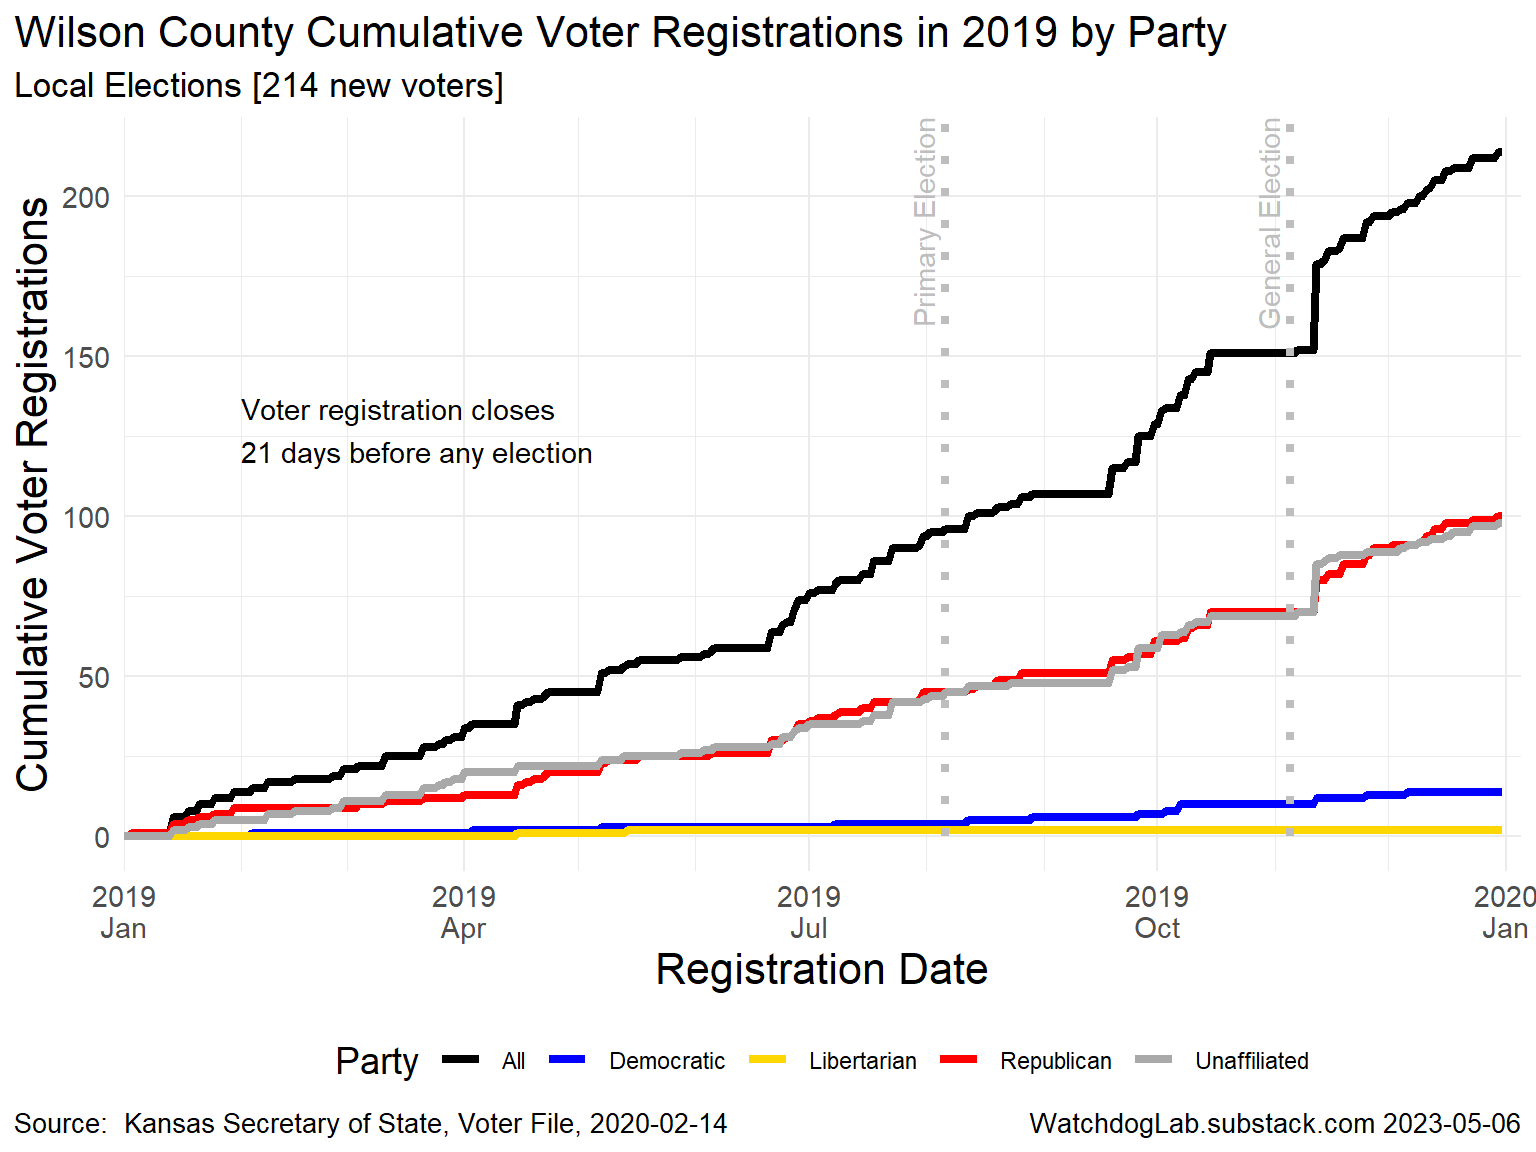 Wilson County Cumulative Voter Registrations in 2019 by Party
Local Elections [214 new voters]
Cumulative Voter Registrations
200
150
100
50
0
Primary Election
General Election
Voter registration closes
21 days before any election
2019 2019 2019 2019 2020
Jan Apr Jul Oct Jan
Registration Date
Party All Democratic Libertarian Republican Unaffiliated
Source:  Kansas Secretary of State, Voter File, 2020-02-14
WatchdogLab.substack.com 2023-05-06